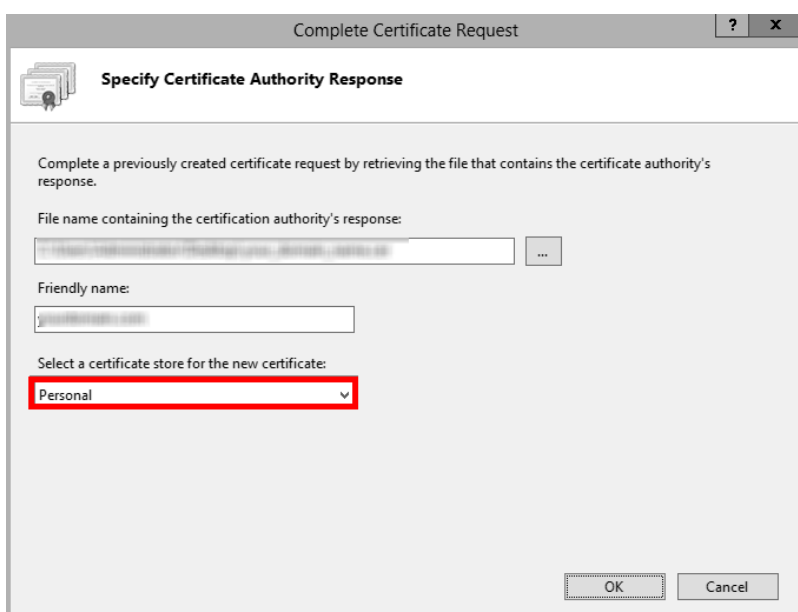 Complete Certificate Request
?
x
Specify Certificate Authority Response
Complete a previously created certificate request by retrieving the file that contains the certificate authority's
response.
File name containing the certification authority's response:
...
Friendly name:
Select a certificate store for the new certificate:
Personal
OK
Cancel